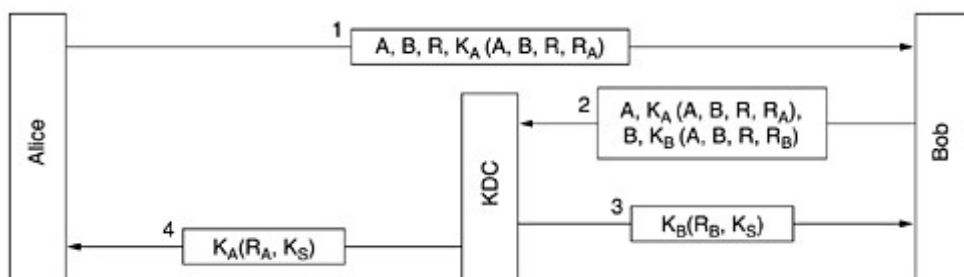 Alice
1
A, B, R, K_A (A, B, R, R_A)
2
A, K_A (A, B, R, R_A),
B, K_B (A, B, R, R_B)
Bob
KDC
3
K_B(R_B, K_S)
4
K_A(R_A, K_S)